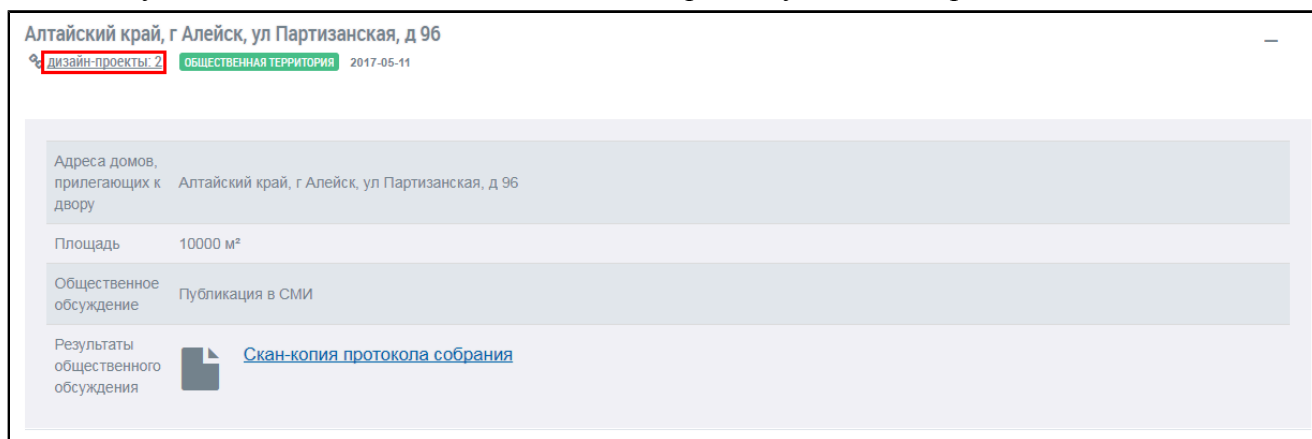 Алтайский край, г Алейск, ул Партизанская, д 96
дизайн-проекты: 2 ОБЩЕСТВЕННАЯ ТЕРРИТОРИЯ 2017-05-11
Адреса домов,
прилегающих к
двору
Алтайский край, г Алейск, ул Партизанская, д 96
Площадь 10000 м²
Общественное
обсуждение
Публикация в СМИ
Результаты
общественного
обсуждения
Скан-копия протокола собрания